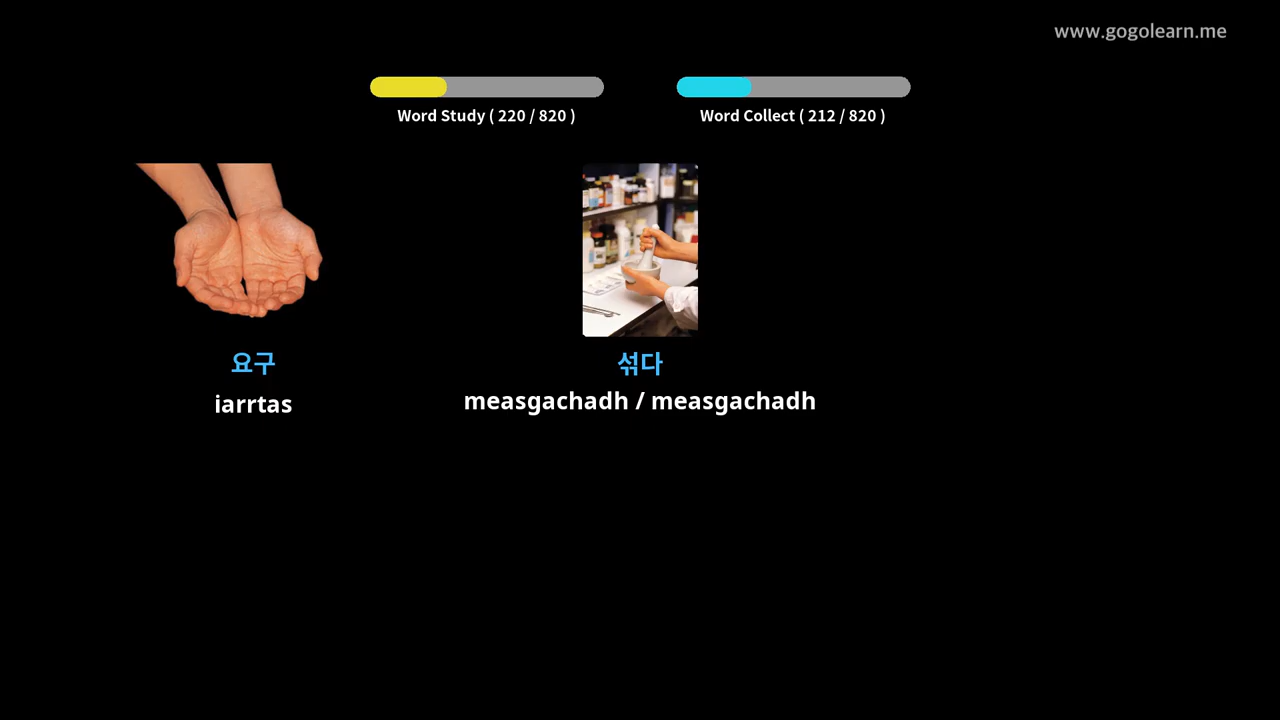 www.gogolearn.me
Word Study ( 220 / 820 )
Word Collect ( 212 / 820 )
요구
iarrtas
섞다
measgachadh / measgachadh